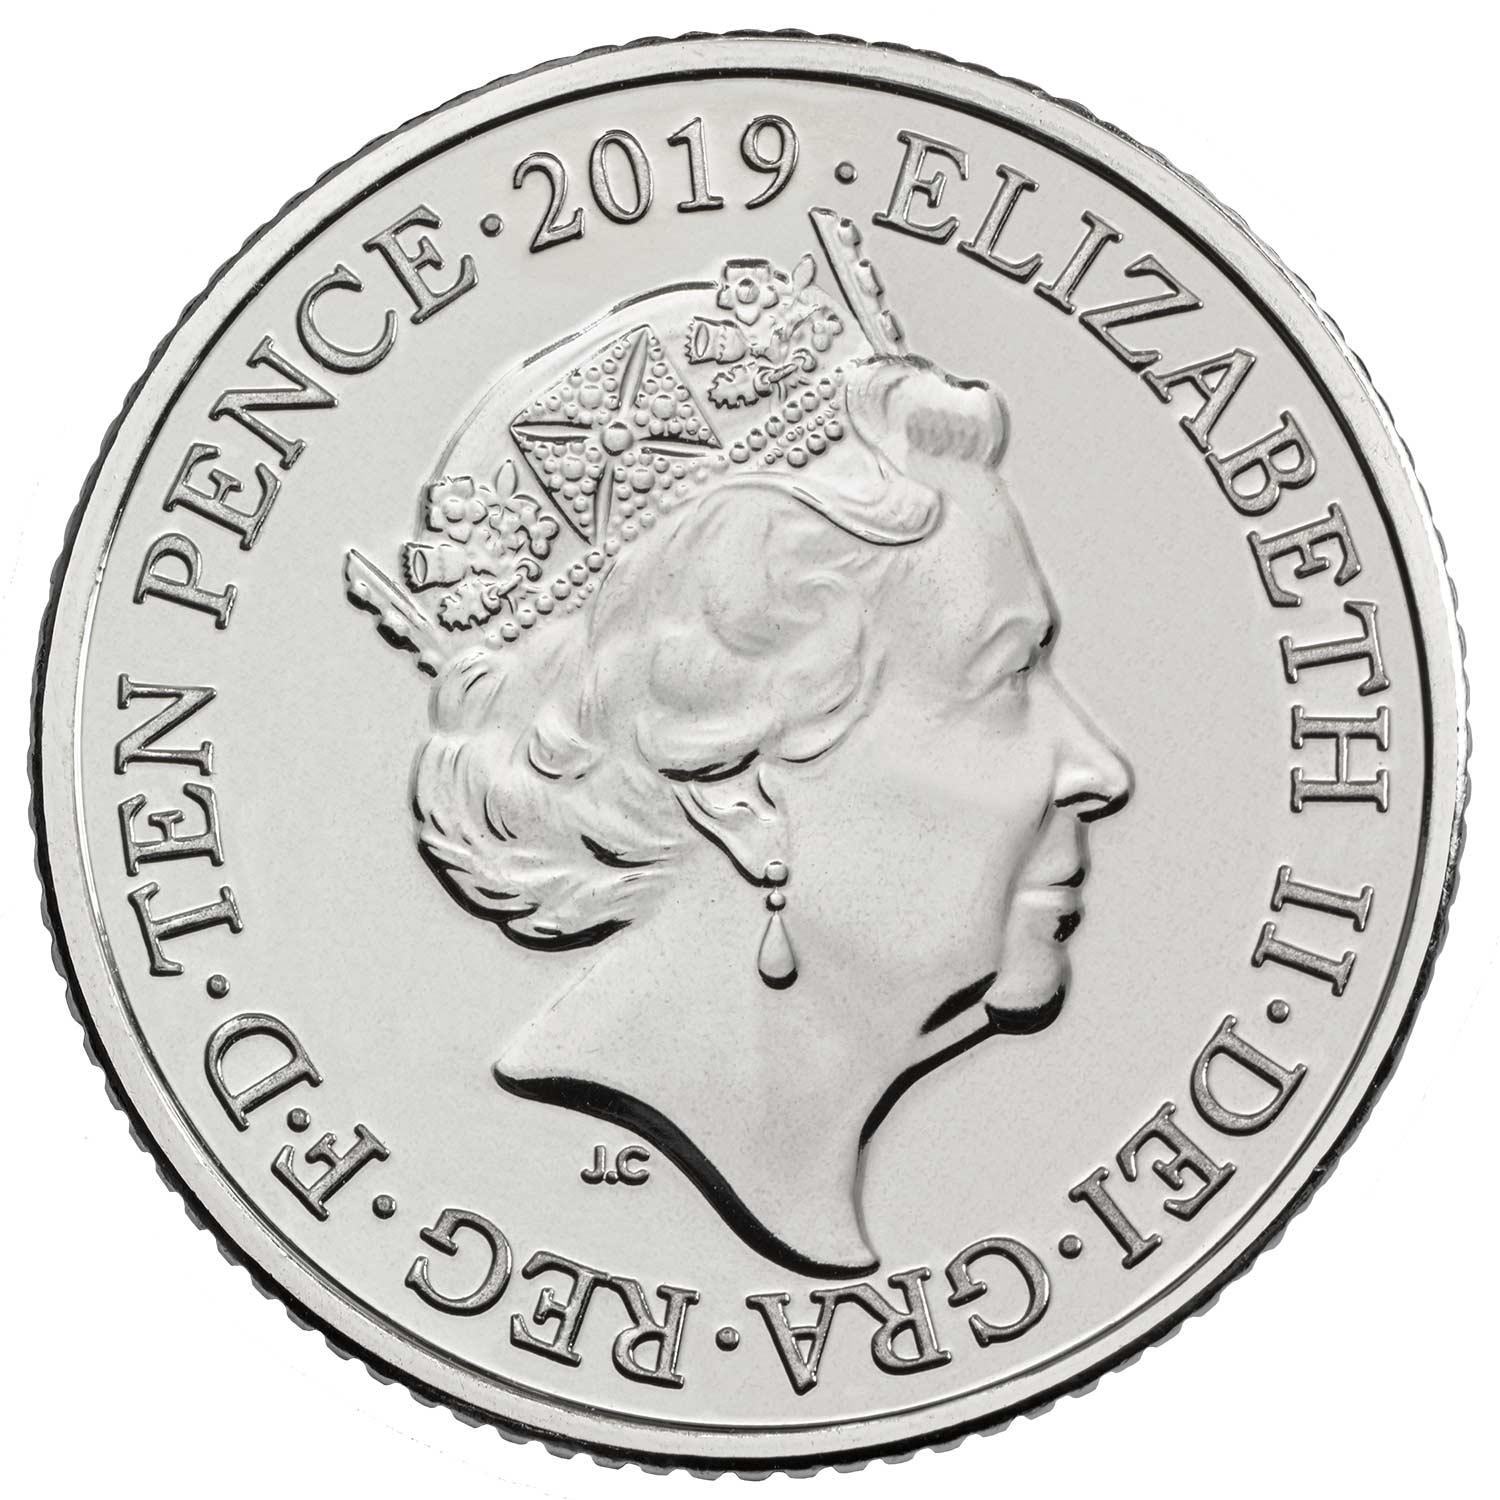 ELIZABETH II · DEI · GRA · REG · F · D · TEN PENCE · 2019 ·
J.C